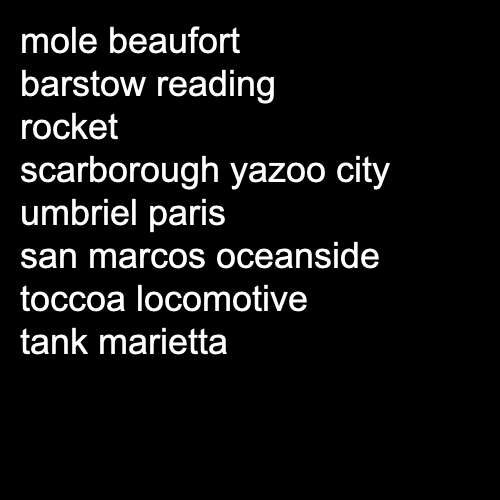 mole beaufort
barstow reading
rocket
scarborough yazoo city
umbriel paris
san marcos oceanside
toccoa locomotive
tank marietta